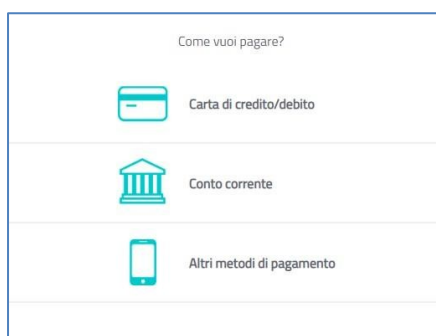 Come vuoi pagare?
Carta di credito/debito
Conto corrente
Altri metodi di pagamento